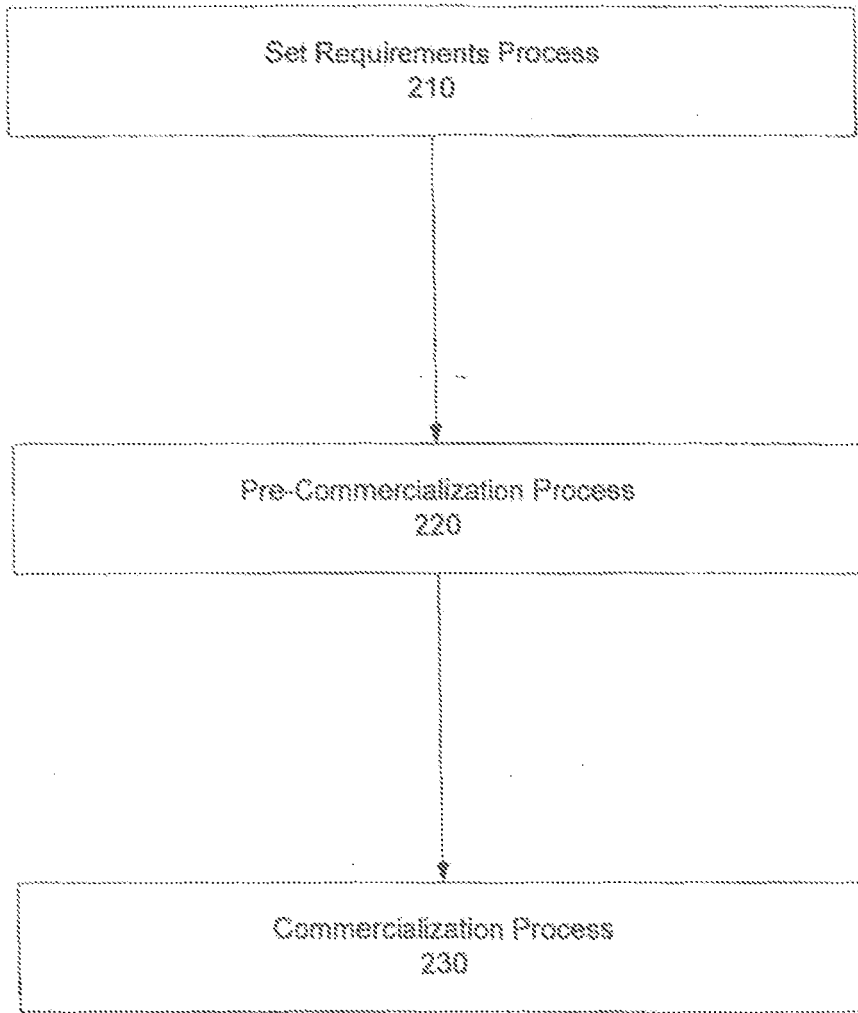 Set Requirements Process
210
Pre-Commercialization Process
220
Commercialization Process
230